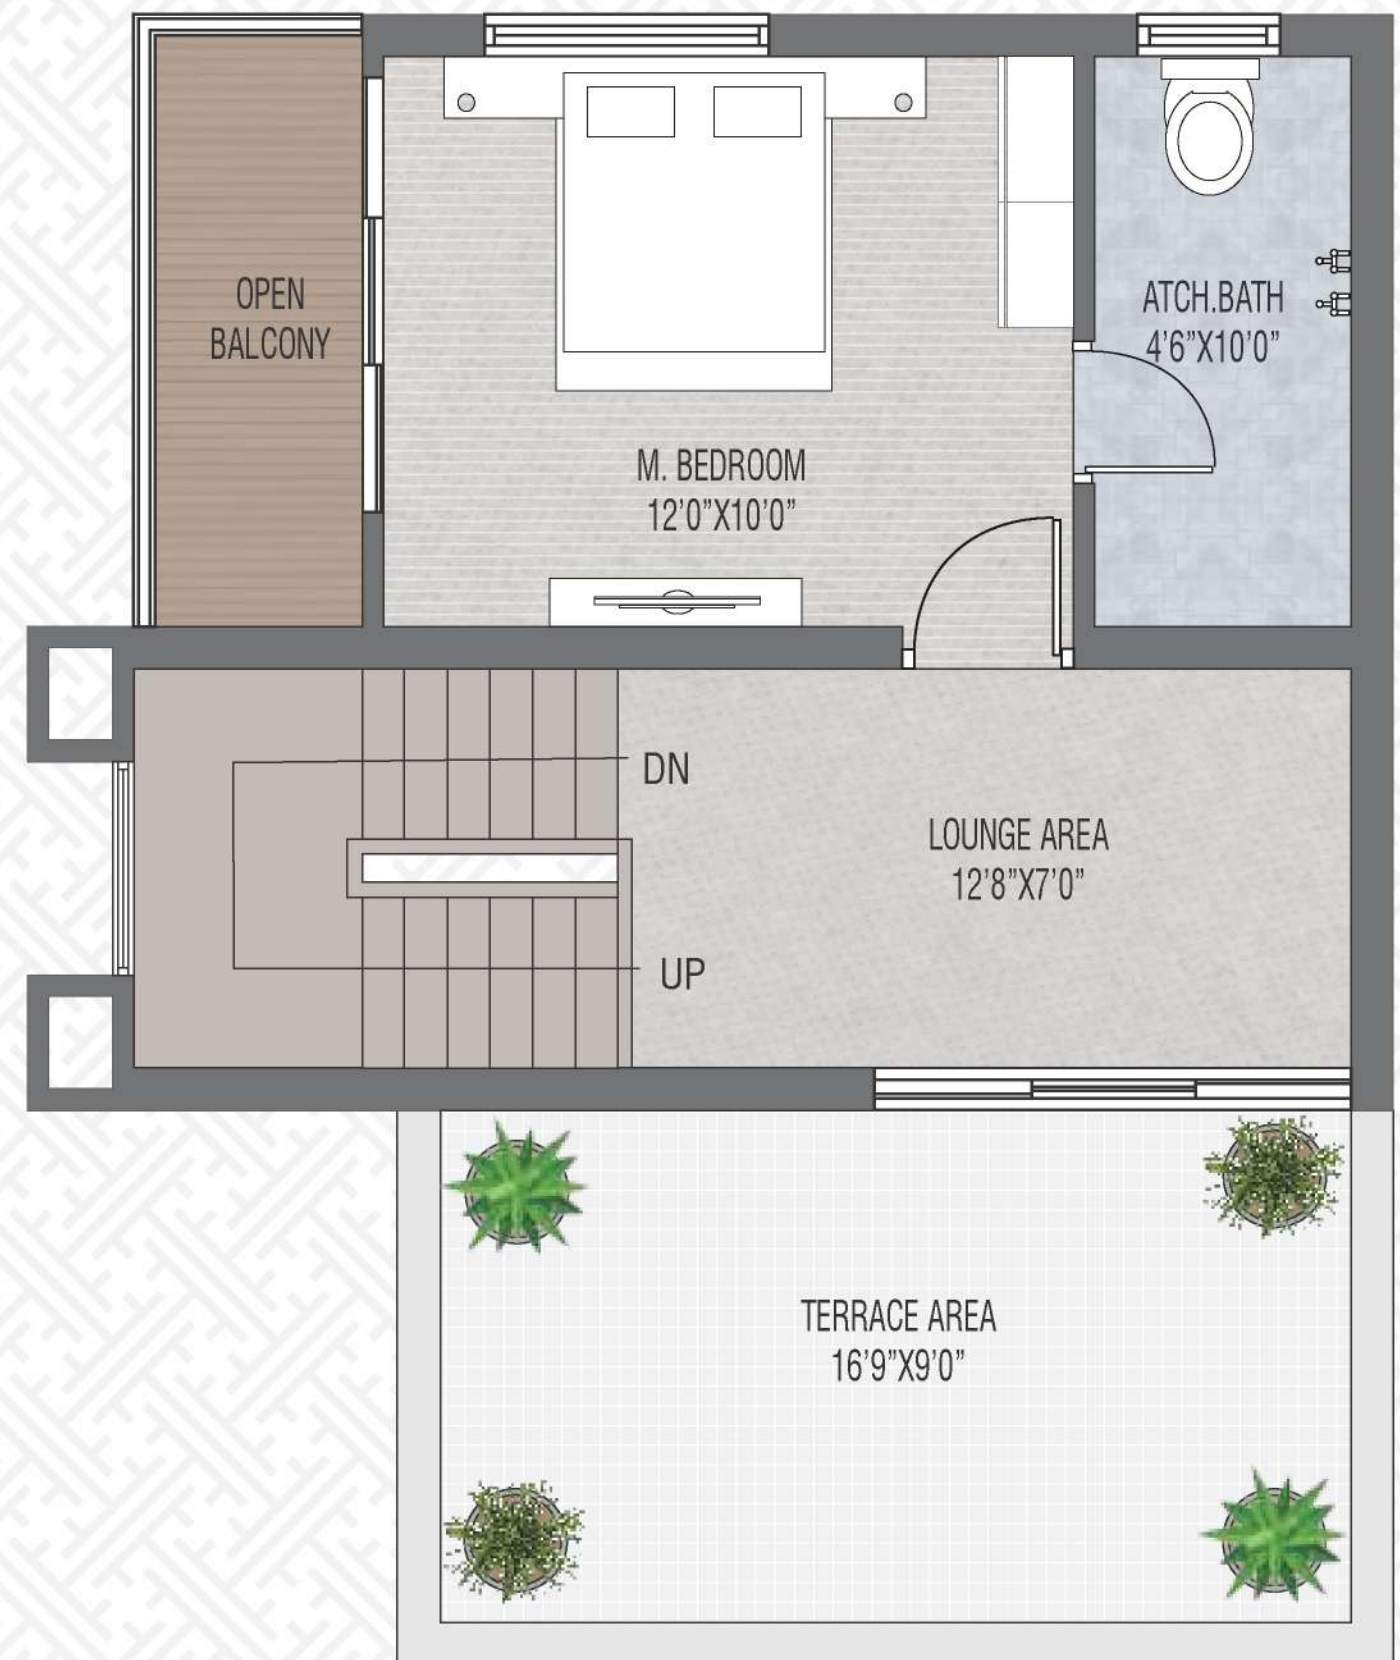 OPEN
BALCONY
ATCH.BATH
4'6"X10'0"
M. BEDROOM
12'0"X10'0"
DN
LOUNGE AREA
12'8"X7'0"
UP
TERRACE AREA
16'9"X9'0"